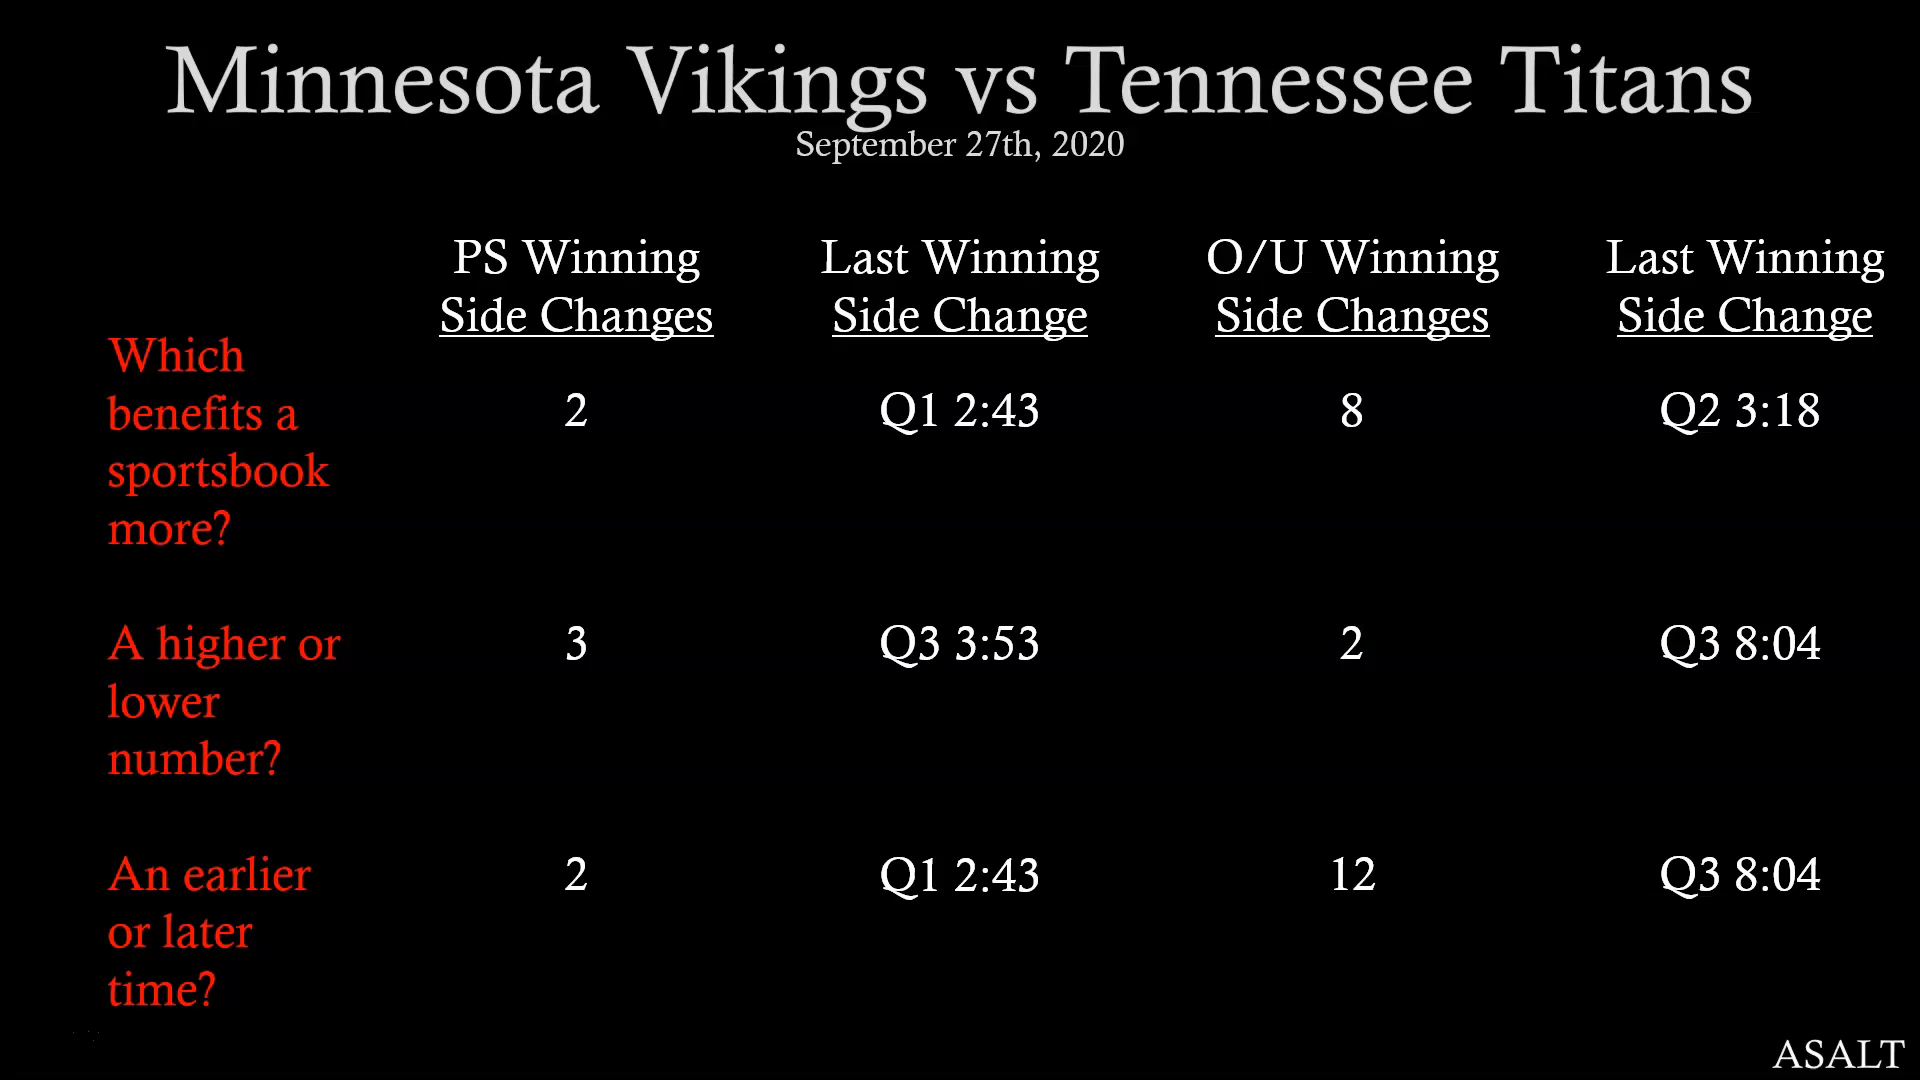 Minnesota Vikings vs Tennessee Titans
September 27th, 2020
PS Winning Last Winning O/U Winning Last Winning
Side Changes Side Change Side Changes Side Change
Which
benefits a 2 Q1 2:43 8 Q2 3:18
sportsbook
more?
A higher or 3 Q3 3:53 2 Q3 8:04
lower
number?
An earlier 2 Q1 2:43 12 Q3 8:04
or later
time?
ASALT